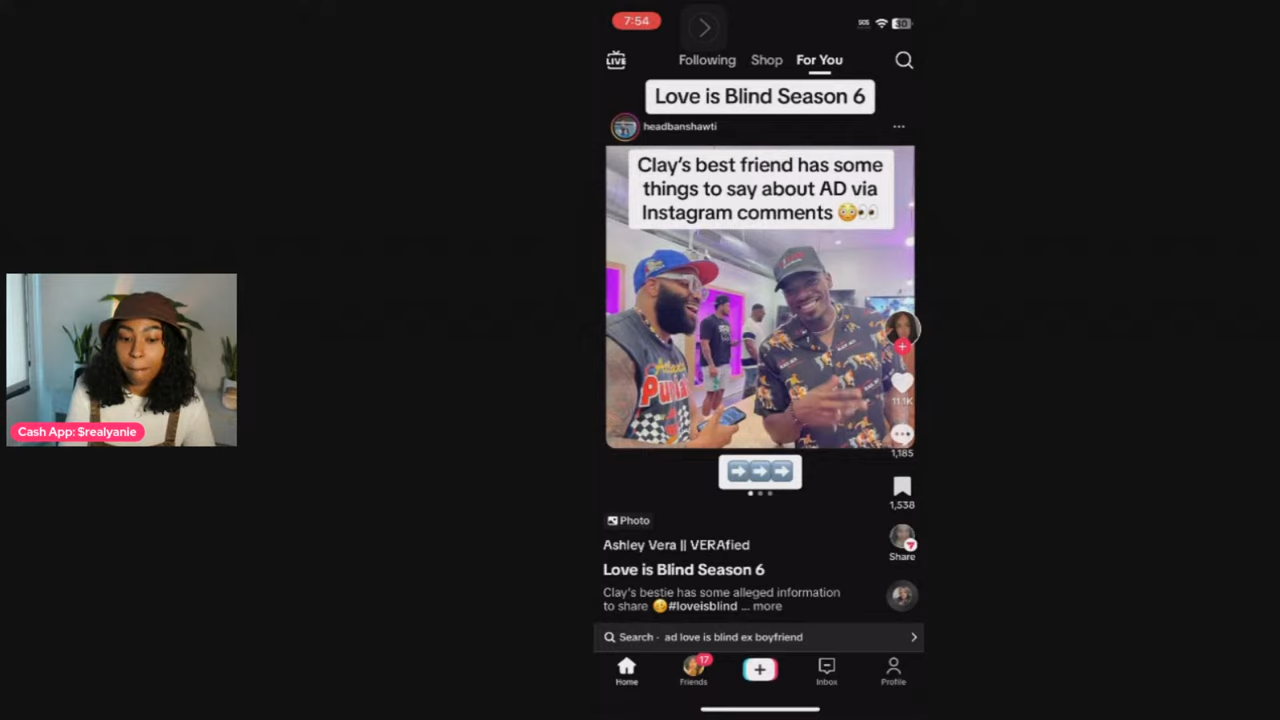 7:54
SOS
30
LIVE
Following
Shop
For You
Love is Blind Season 6
headbanshawti
Clay's best friend has some
things to say about AD via
Instagram comments 😳👀
11.1K
1,185
➡️➡️➡️
1,538
Photo
Ashley Vera || VERAfied
Share
Love is Blind Season 6
Clay's bestie has some alleged information
to share 🤪#loveisblind ... more
Search · ad love is blind ex boyfriend
17
Home
Friends
Inbox
Profile
Cash App: $realyanie